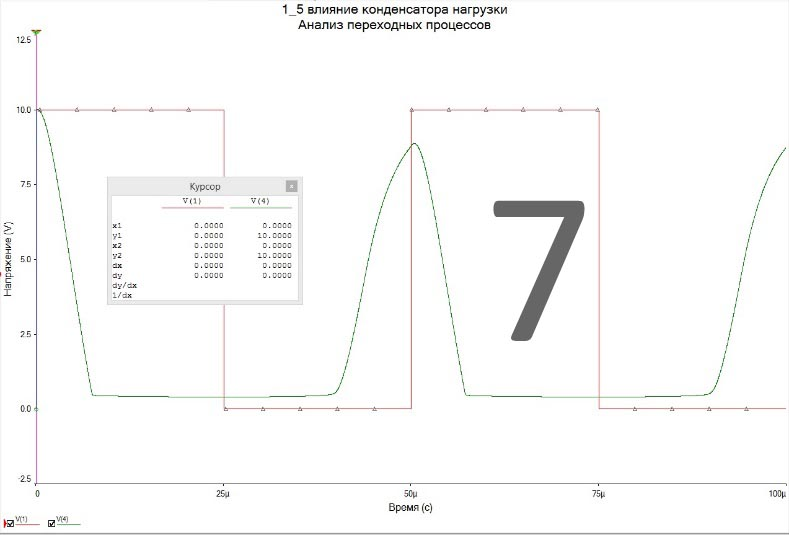 1_5 влияние конденсатора нагрузки
Анализ переходных процессов
12.5
10.0
7.5
5.0
2.5
0.0
-2.5
Напряжение (V)
Курсор
V(1) V(4)
x1 0.0000 0.0000
y1 0.0000 10.0000
x2 0.0000 0.0000
y2 0.0000 10.0000
dx 0.0000 0.0000
dy 0.0000 0.0000
dy/dx
1/dx
7
0 25µ 50µ 75µ 100µ
Время (с)
V(1) V(4)